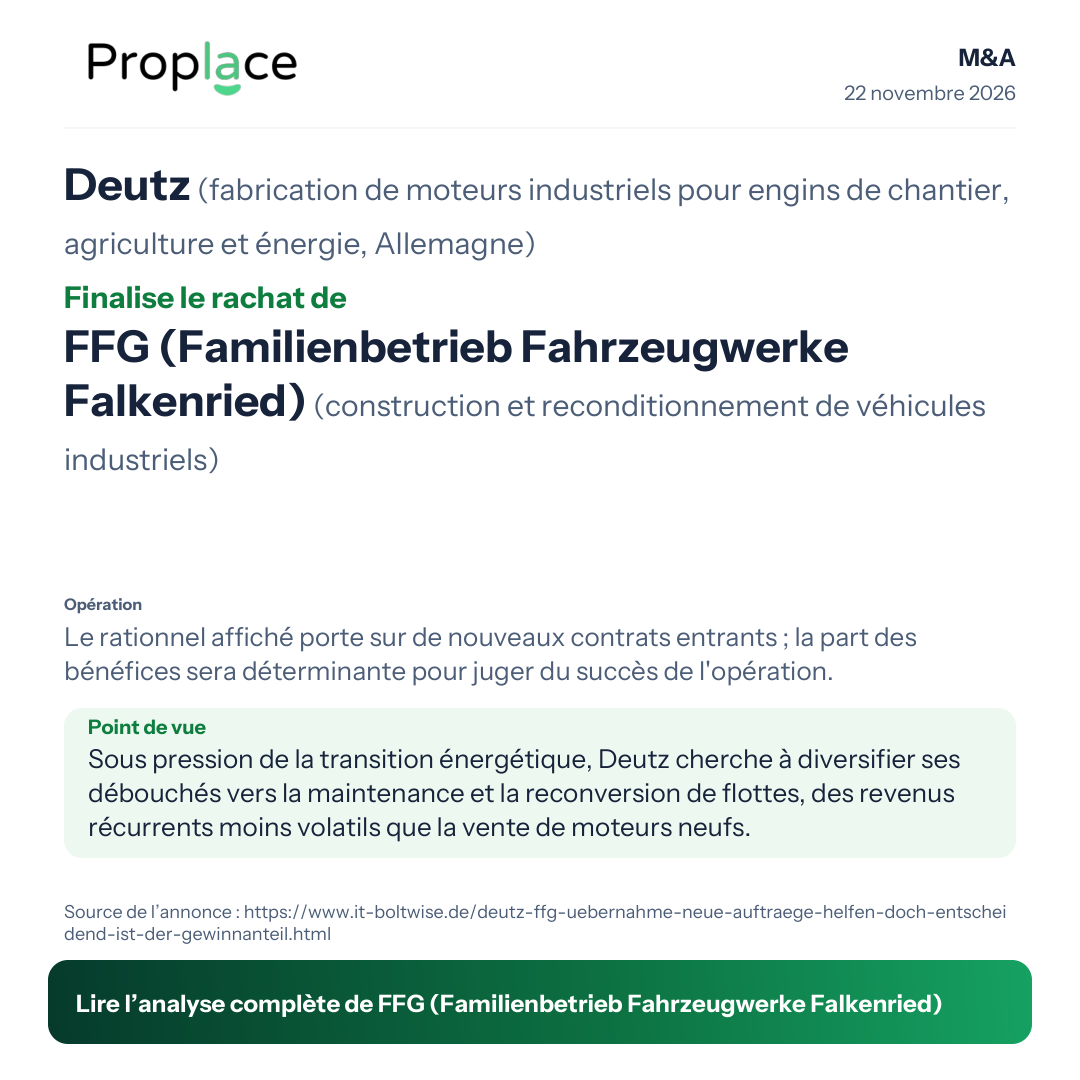 Proplace
M&A
22 novembre 2026
Deutz (fabrication de moteurs industriels pour engins de chantier,
agriculture et énergie, Allemagne)
Finalise le rachat de
FFG (Familienbetrieb Fahrzeugwerke
Falkenried) (construction et reconditionnement de véhicules
industriels)
Opération
Le rationnel affiché porte sur de nouveaux contrats entrants ; la part des
bénéfices sera déterminante pour juger du succès de l'opération.
Point de vue
Sous pression de la transition énergétique, Deutz cherche à diversifier ses
débouchés vers la maintenance et la reconversion de flottes, des revenus
récurrents moins volatils que la vente de moteurs neufs.
Source de l’annonce : https://www.it-boltwise.de/deutz-ffg-uebernahme-neue-auftraege-helfen-doch-entschei
dend-ist-der-gewinnanteil.html
Lire l’analyse complète de FFG (Familienbetrieb Fahrzeugwerke Falkenried)